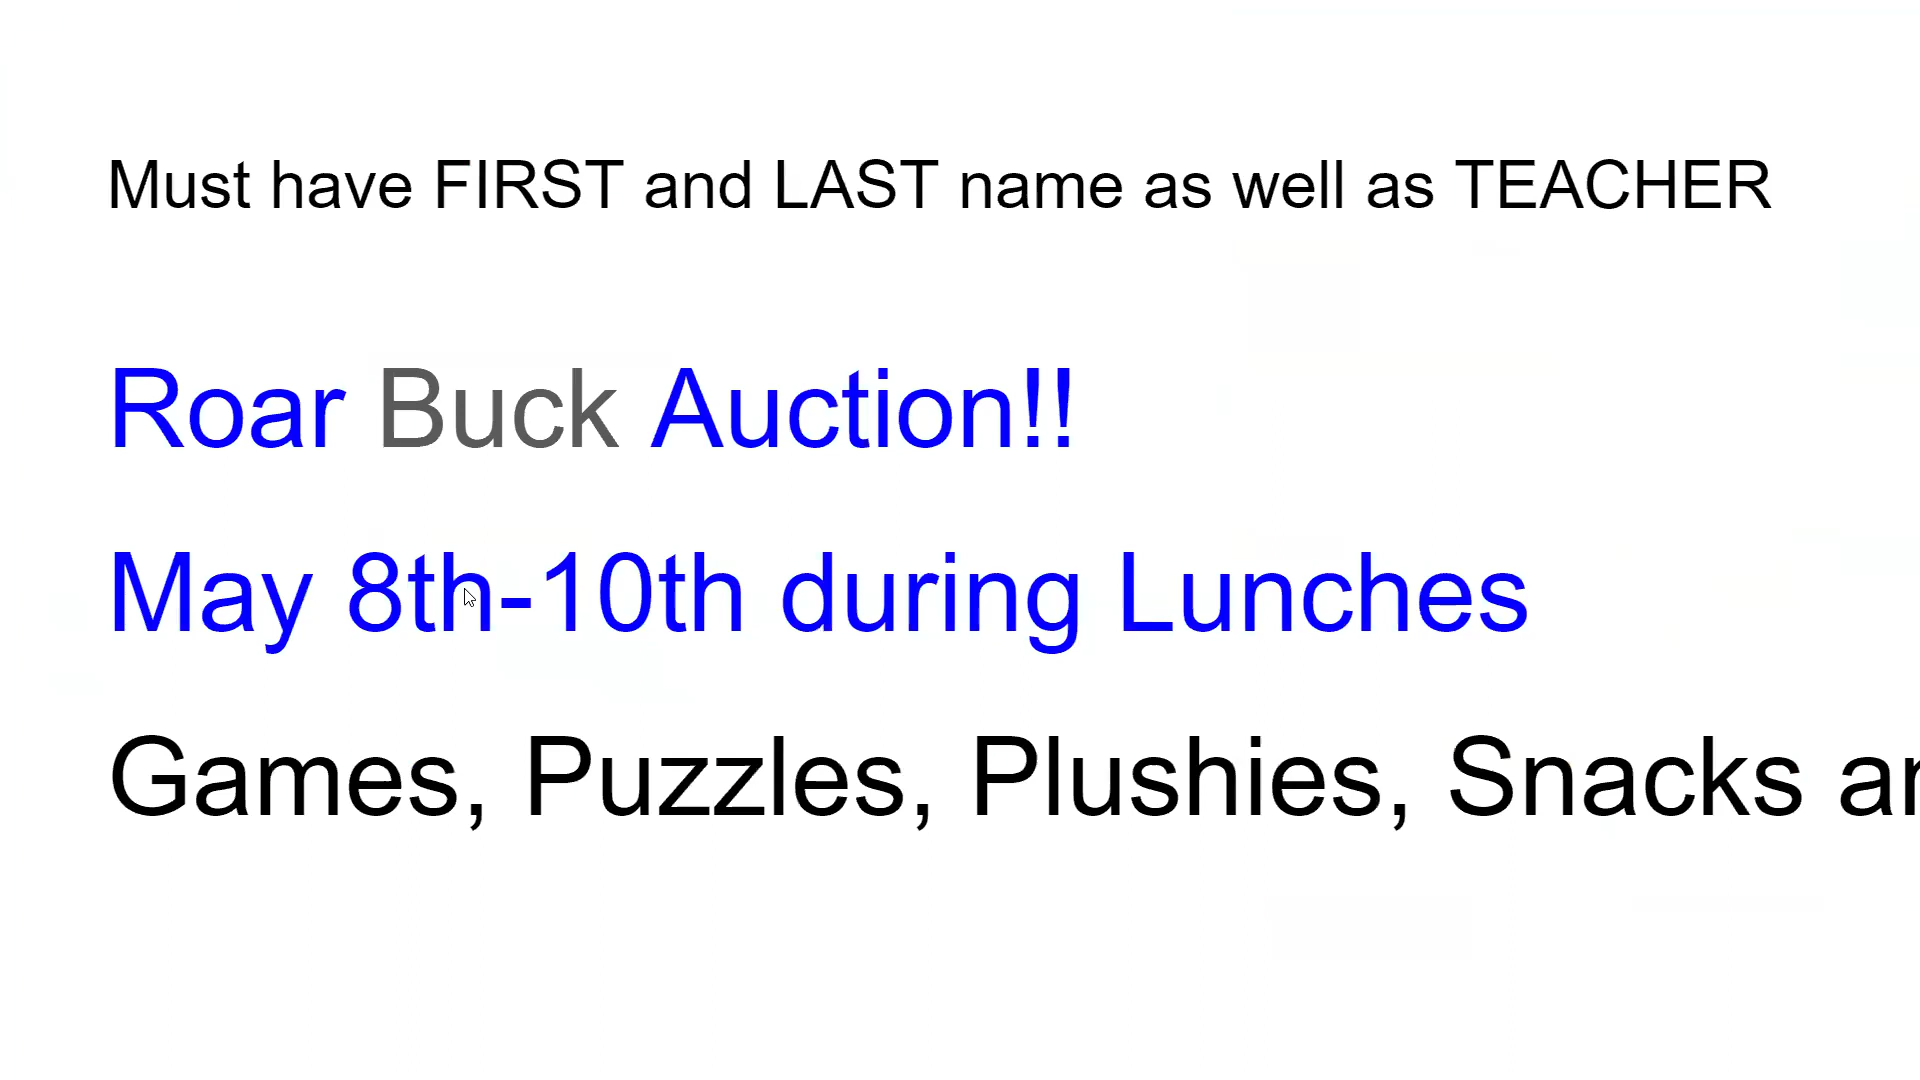 Must have FIRST and LAST name as well as TEACHER
Roar Buck Auction!!
May 8th-10th during Lunches
Games, Puzzles, Plushies, Snacks